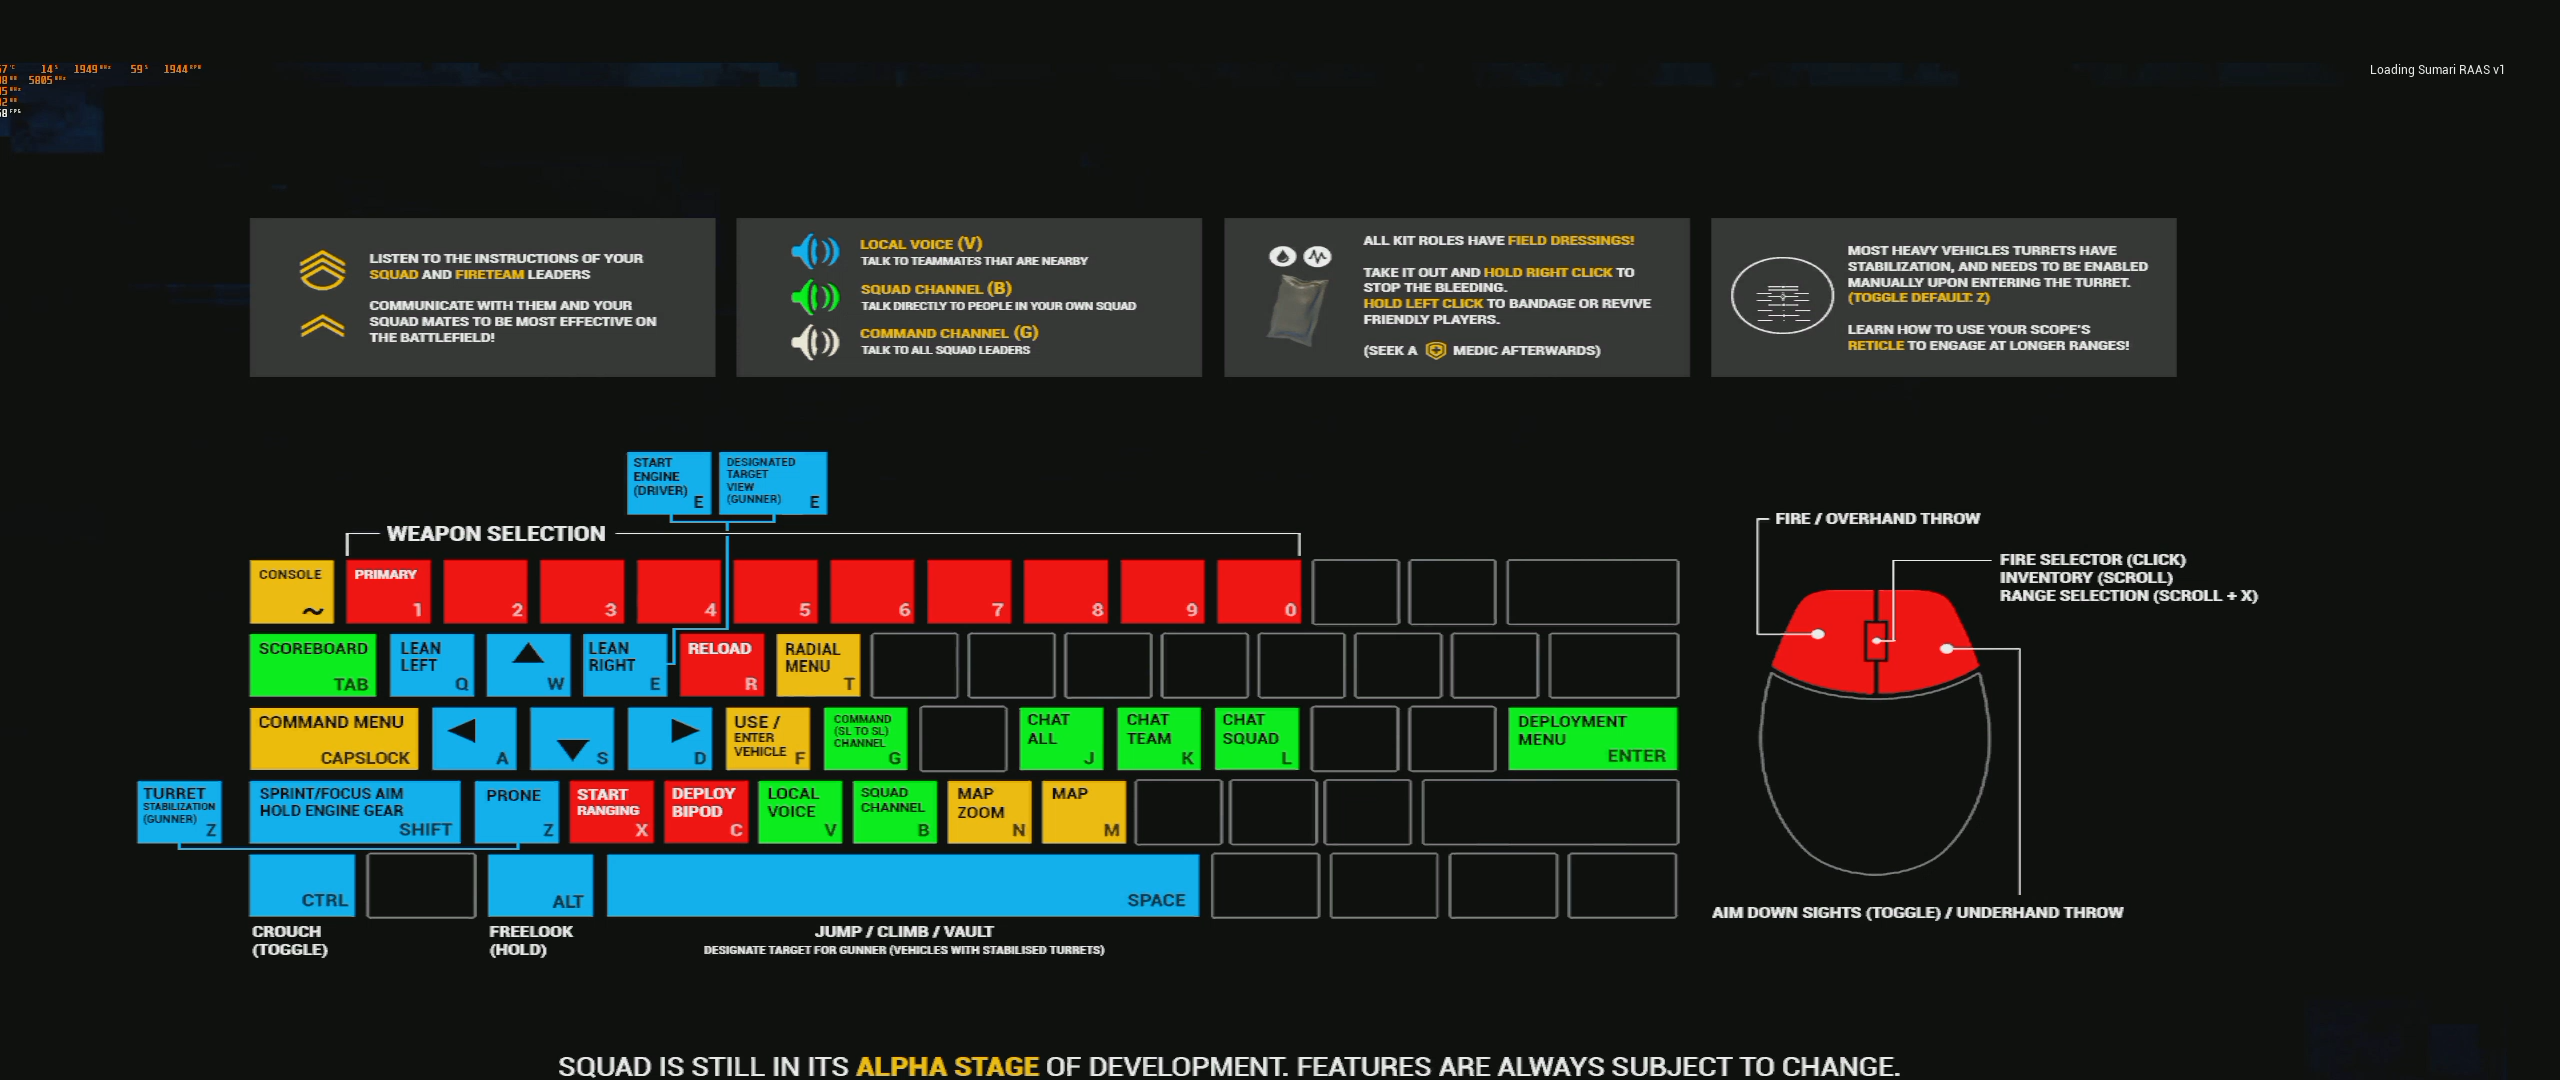 14
1949
59
1944
5805
Loading Sumari RAAS v1
LISTEN TO THE INSTRUCTIONS OF YOUR
SQUAD AND FIRETEAM LEADERS
COMMUNICATE WITH THEM AND YOUR
SQUAD MATES TO BE MOST EFFECTIVE ON
THE BATTLEFIELD!
LOCAL VOICE (V)
TALK TO TEAMMATES THAT ARE NEARBY
SQUAD CHANNEL (B)
TALK DIRECTLY TO PEOPLE IN YOUR OWN SQUAD
COMMAND CHANNEL (G)
TALK TO ALL SQUAD LEADERS
ALL KIT ROLES HAVE FIELD DRESSINGS!
TAKE IT OUT AND HOLD RIGHT CLICK TO
STOP THE BLEEDING.
HOLD LEFT CLICK TO BANDAGE OR REVIVE
FRIENDLY PLAYERS.
(SEEK A MEDIC AFTERWARDS)
MOST HEAVY VEHICLES TURRETS HAVE
STABILIZATION, AND NEEDS TO BE ENABLED
MANUALLY UPON ENTERING THE TURRET.
(TOGGLE DEFAULT: Z)
LEARN HOW TO USE YOUR SCOPE'S
RETICLE TO ENGAGE AT LONGER RANGES!
START
ENGINE
(DRIVER)
E
DESIGNATED
TARGET
VIEW
(GUNNER)
E
WEAPON SELECTION
CONSOLE
~
PRIMARY
1
2
3
4
5
6
7
8
9
0
SCOREBOARD
TAB
LEAN
LEFT
Q
W
LEAN
RIGHT
E
RELOAD
R
RADIAL
MENU
T
COMMAND MENU
CAPSLOCK
A
S
D
USE /
ENTER
VEHICLE
F
COMMAND
(SL TO SL)
CHANNEL
G
CHAT
ALL
J
CHAT
TEAM
K
CHAT
SQUAD
L
DEPLOYMENT
MENU
ENTER
TURRET
STABILIZATION
(GUNNER)
Z
SPRINT/FOCUS AIM
HOLD ENGINE GEAR
SHIFT
PRONE
Z
START
RANGING
X
DEPLOY
BIPOD
C
LOCAL
VOICE
V
SQUAD
CHANNEL
B
MAP
ZOOM
N
MAP
M
CTRL
ALT
SPACE
CROUCH
(TOGGLE)
FREELOOK
(HOLD)
JUMP / CLIMB / VAULT
DESIGNATE TARGET FOR GUNNER (VEHICLES WITH STABILISED TURRETS)
FIRE / OVERHAND THROW
FIRE SELECTOR (CLICK)
INVENTORY (SCROLL)
RANGE SELECTION (SCROLL + X)
AIM DOWN SIGHTS (TOGGLE) / UNDERHAND THROW
SQUAD IS STILL IN ITS ALPHA STAGE OF DEVELOPMENT. FEATURES ARE ALWAYS SUBJECT TO CHANGE.